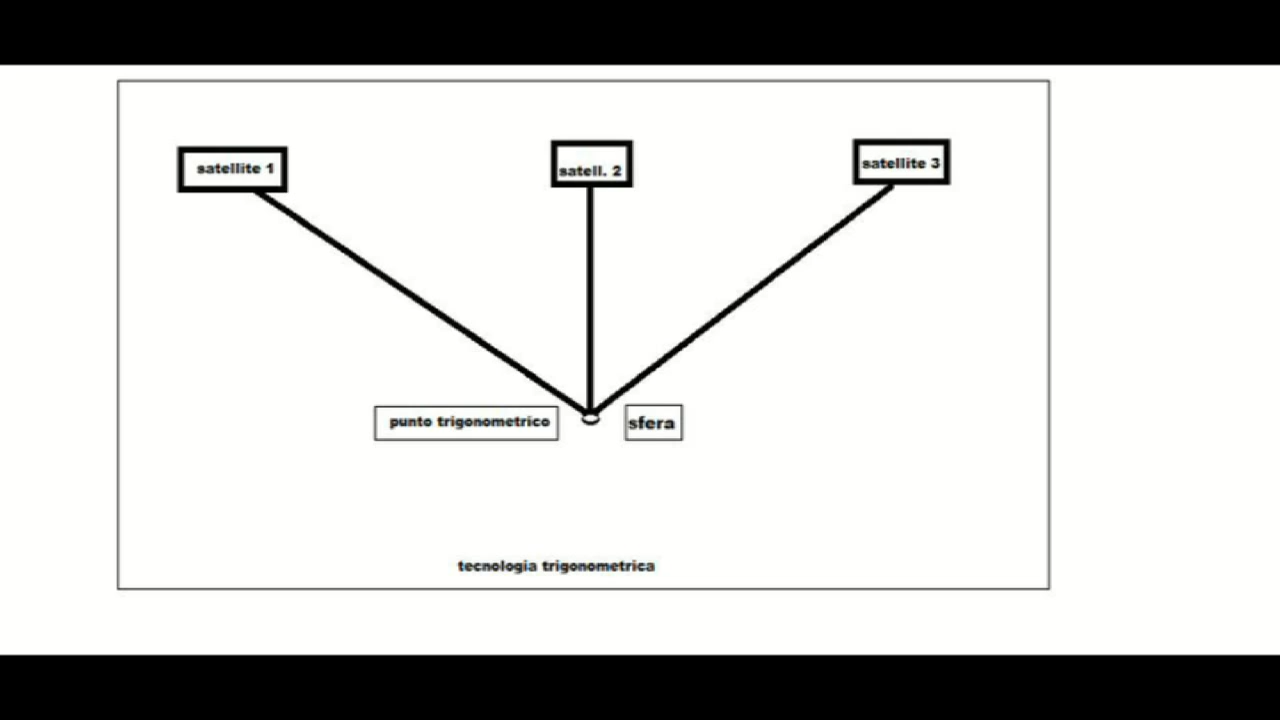 satellite 1
satell. 2
satellite 3
punto trigonometrico
sfera
tecnologia trigonometrica